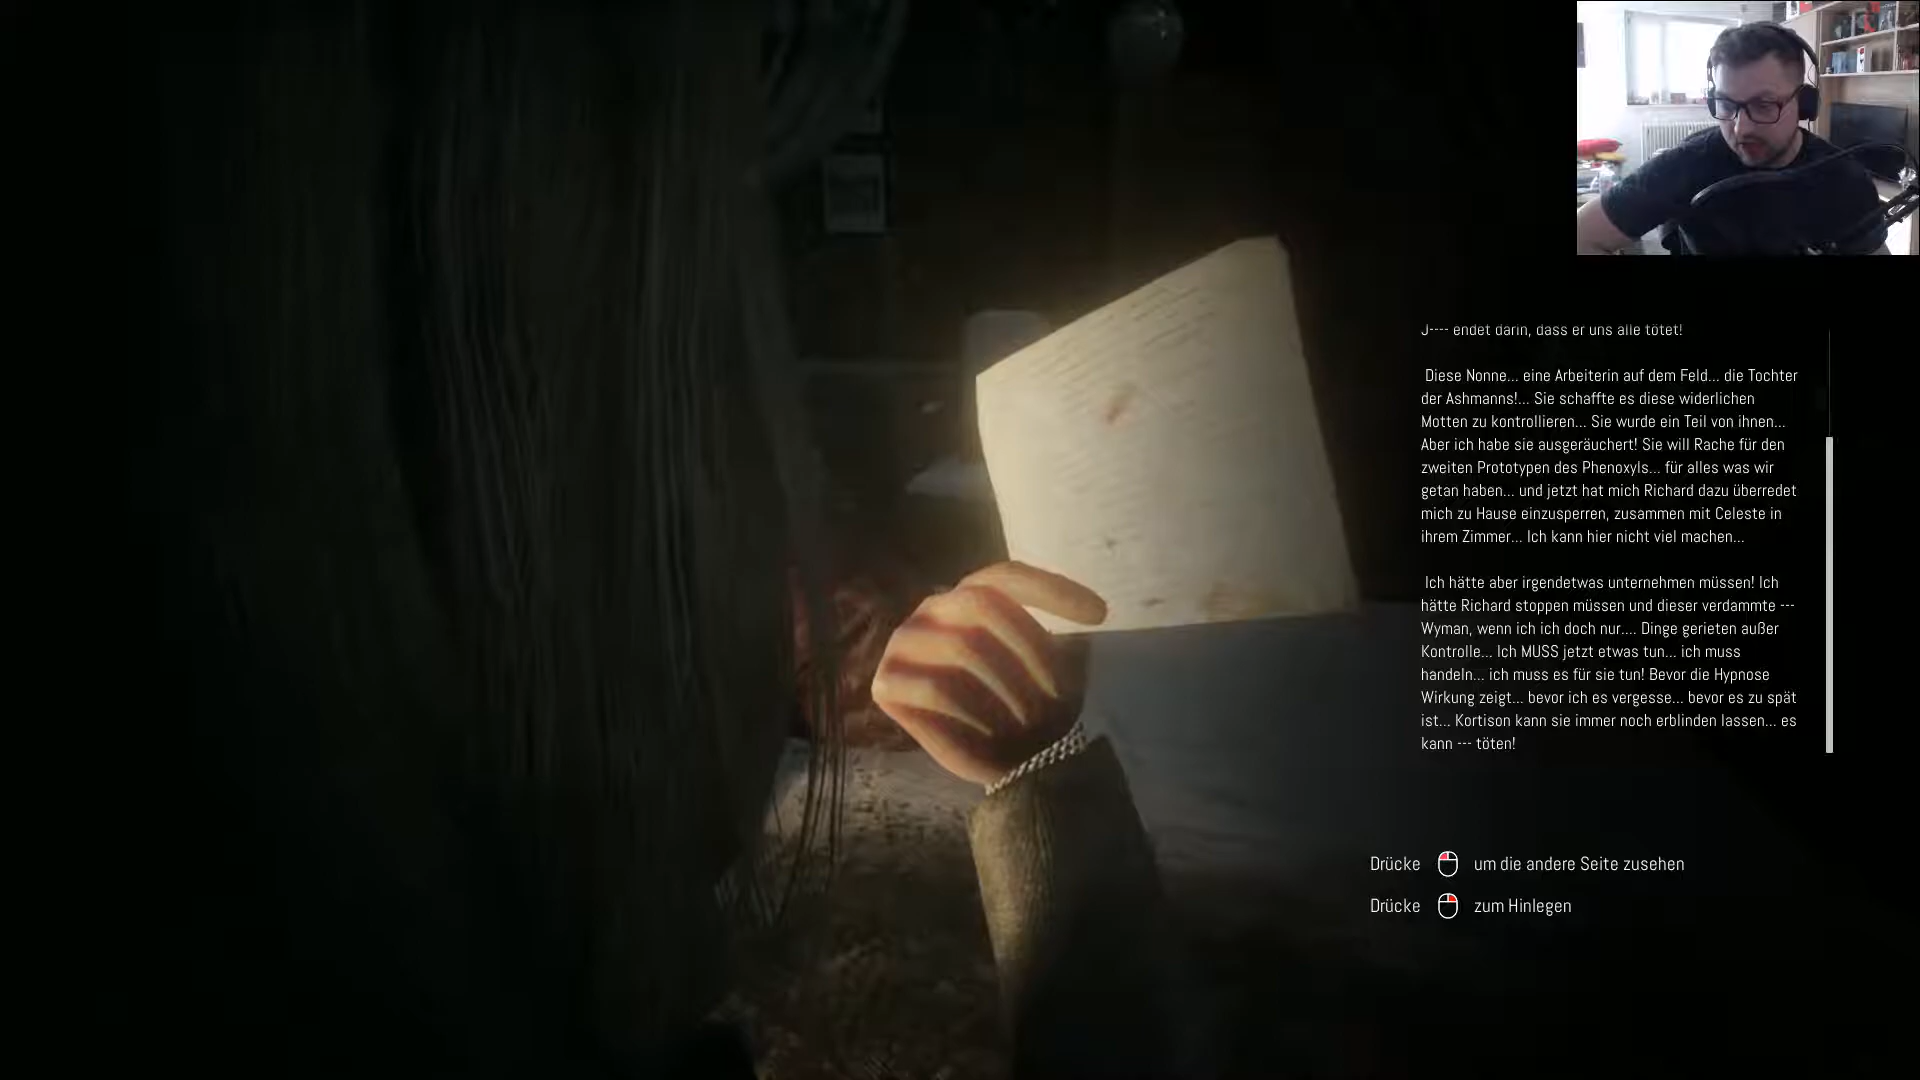 J---- endet darin, dass er uns alle tötet!
Diese Nonne... eine Arbeiterin auf dem Feld... die Tochter
der Ashmanns!... Sie schaffte es diese widerlichen
Motten zu kontrollieren... Sie wurde ein Teil von ihnen...
Aber ich habe sie ausgeräuchert! Sie will Rache für den
zweiten Prototypen des Phenoxyls... für alles was wir
getan haben... und jetzt hat mich Richard dazu überredet
mich zu Hause einzusperren, zusammen mit Celeste in
ihrem Zimmer... Ich kann hier nicht viel machen...
Ich hätte aber irgendetwas unternehmen müssen! Ich
hätte Richard stoppen müssen und dieser verdammte ---
Wyman, wenn ich ich doch nur.... Dinge gerieten außer
Kontrolle... Ich MUSS jetzt etwas tun... ich muss
handeln... ich muss es für sie tun! Bevor die Hypnose
Wirkung zeigt... bevor ich es vergesse... bevor es zu spät
ist... Kortison kann sie immer noch erblinden lassen... es
kann --- töten!
Drücke um die andere Seite zusehen
Drücke zum Hinlegen